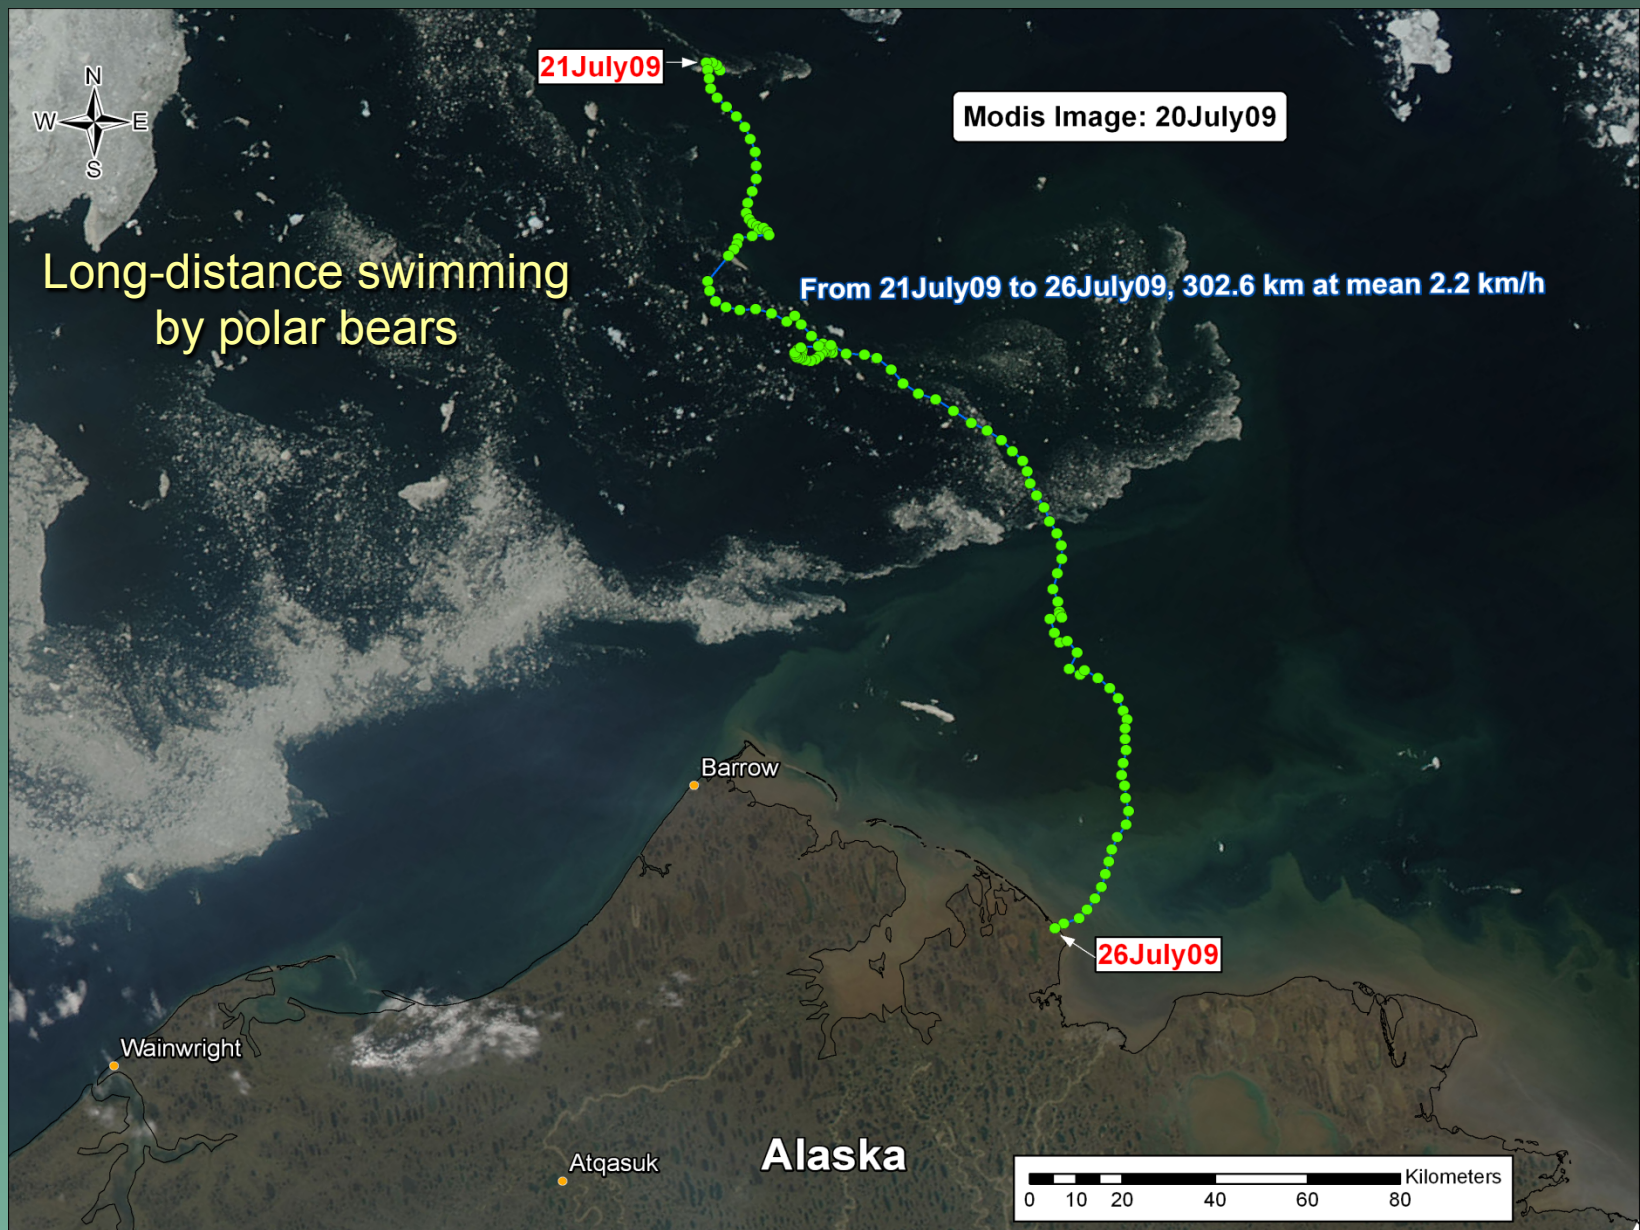 21July09
N
W E
S
Modis Image: 20July09
Long-distance swimming
by polar bears
From 21July09 to 26July09, 302.6 km at mean 2.2 km/h
Barrow
26July09
Wainwright
Atqasuk
Alaska
Kilometers
0 10 20 40 60 80